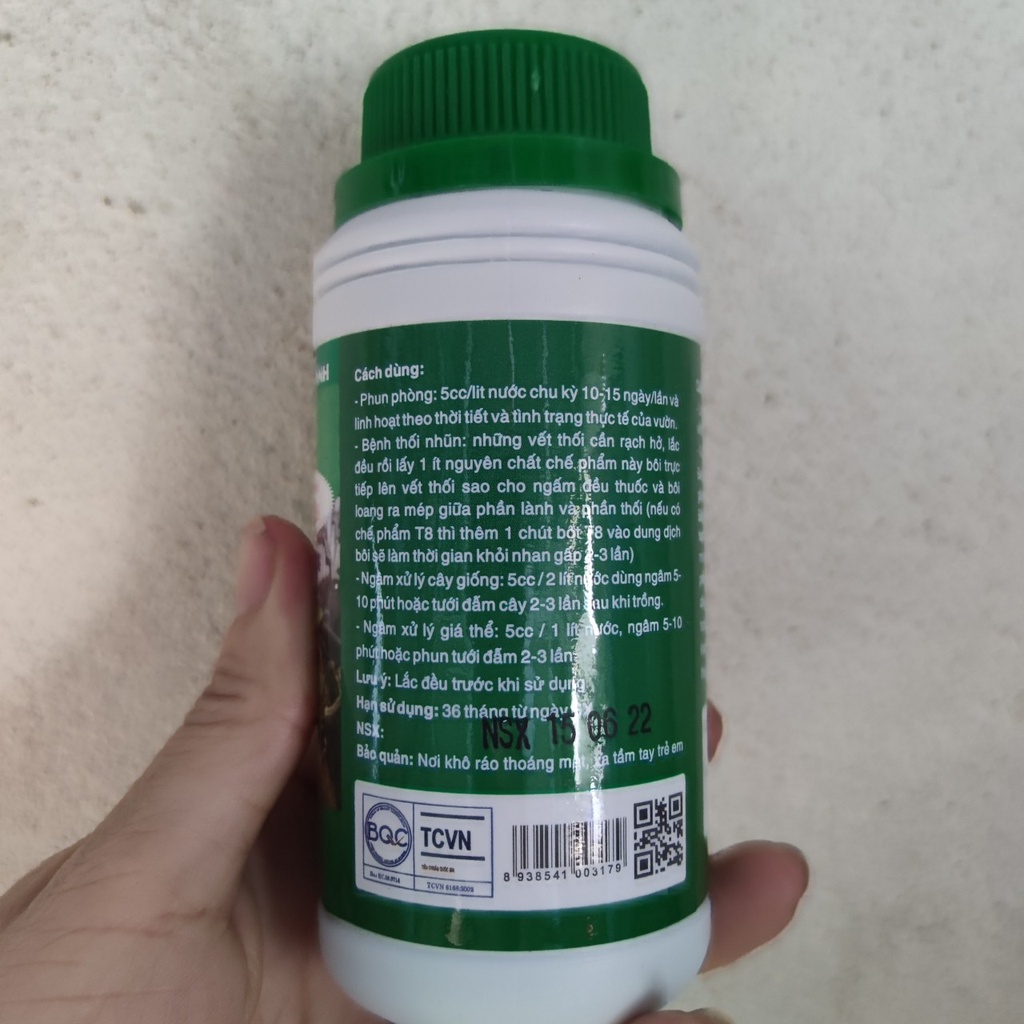 Cách dùng:
- Phun phòng: 5cc/lit nước chu kỳ 10-15 ngày/lần và
linh hoạt theo thời tiết và tình trạng thực tế của vườn.
- Bệnh thối nhũn: những vết thối cần rạch hở, lắc
đều rồi lấy 1 ít nguyên chất chế phẩm này bôi trực
tiếp lên vết thối sao cho ngấm đều thuốc và bôi
loang ra mép giữa phần lành và phần thối (nếu có
chế phẩm T8 thì thêm 1 chút bột T8 vào dung dịch
bôi sẽ làm thời gian khỏi nhan gấp 2-3 lần)
- Ngâm xử lý cây giống: 5cc / 2 lít nước dùng ngâm 5-
10 phút hoặc tưới đẫm cây 2-3 lần sau khi trồng.
- Ngâm xử lý giá thể: 5cc / 1 lít nước, ngâm 5-10
phút hoặc phun tưới đẫm 2-3 lần
Lưu ý: Lắc đều trước khi sử dụng
Hạn sử dụng: 36 tháng từ ngày
NSX: NSX 15 06 22
Bảo quản: Nơi khô ráo thoáng mát, xa tầm tay trẻ em
BQC TCVN
TIÊU CHUẨN QUỐC GIA
8 938541 003179